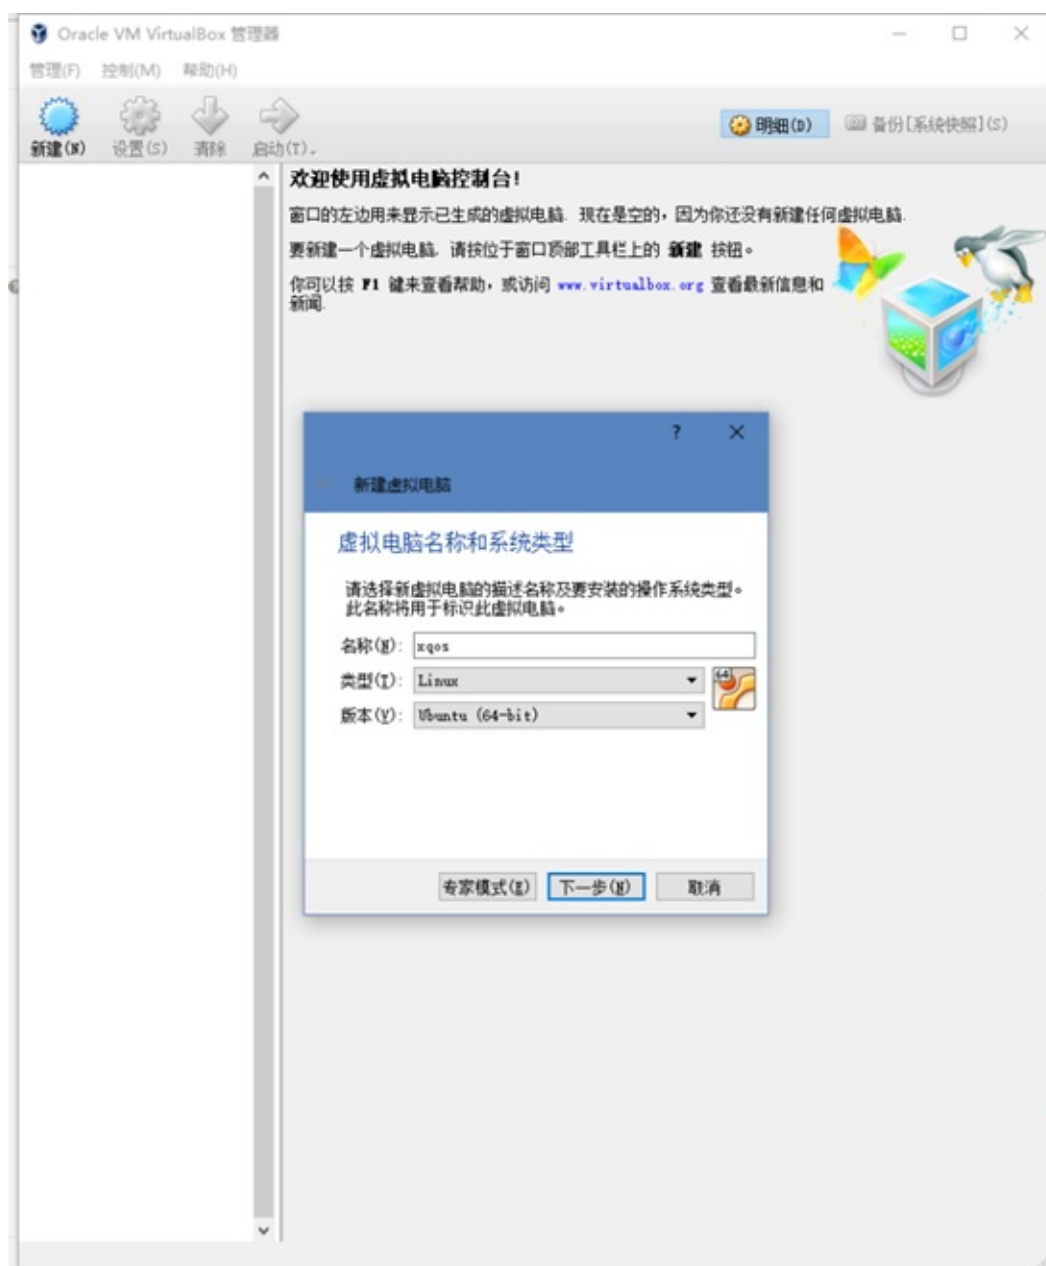 Oracle VM VirtualBox 管理器
管理(F) 控制(M) 帮助(H)
新建(N) 设置(S) 清除 启动(T)
明细(D) 备份[系统快照](S)
欢迎使用虚拟电脑控制台!
窗口的左边用来显示已生成的虚拟电脑. 现在是空的，因为你还没有新建任何虚拟电脑.
要新建一个虚拟电脑, 请按位于窗口顶部工具栏上的 新建 按钮。
你可以按 F1 键来查看帮助，或访问 www.virtualbox.org 查看最新信息和
新闻.
? ×
新建虚拟电脑
虚拟电脑名称和系统类型
请选择新虚拟电脑的描述名称及要安装的操作系统类型。
此名称将用于标识此虚拟电脑。
名称(N): xqos
类型(T): Linux
64
版本(V): Ubuntu (64-bit)
专家模式(E) 下一步(N) 取消